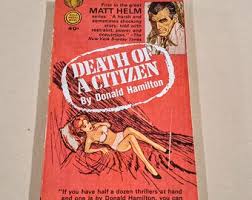 First in the great
MATT HELM
series "A harsh and
sometimes shocking
story, told with
restraint, power and
conviction." —The
New York Times
DEATH OF
A CITIZEN
By Donald Hamilton
"If you have half a dozen thrillers at hand
and one is by Donald Hamilton, you can